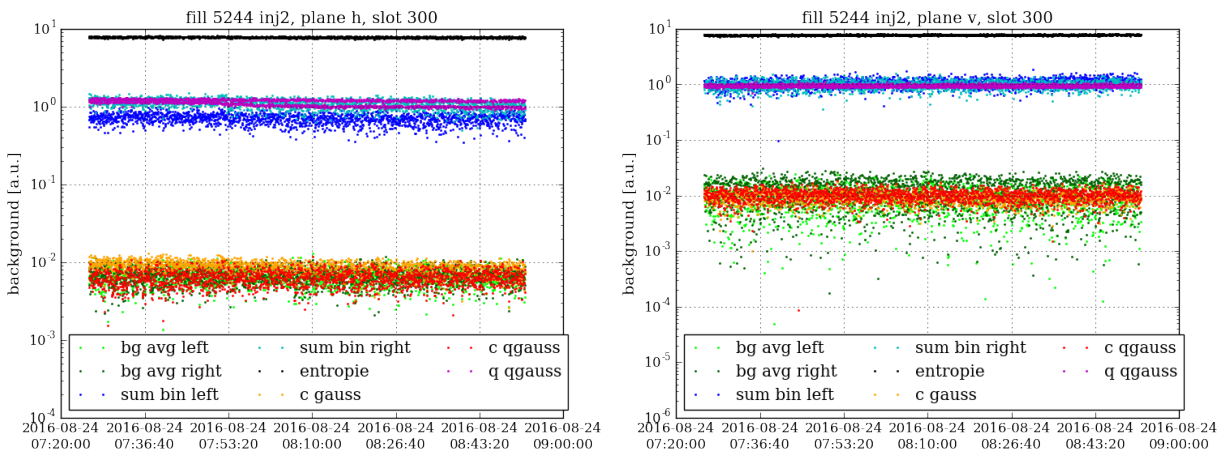 fill 5244 inj2, plane h, slot 300
10^1
10^0
10^-1
10^-2
10^-3
10^-4
background [a.u.]
bg avg left
bg avg right
sum bin left
sum bin right
entropie
c gauss
c qgauss
q qgauss
2016-08-24 2016-08-24 2016-08-24 2016-08-24 2016-08-24 2016-08-24 2016-08-24
07:20:00 07:36:40 07:53:20 08:10:00 08:26:40 08:43:20 09:00:00
fill 5244 inj2, plane v, slot 300
10^1
10^0
10^-1
10^-2
10^-3
10^-4
10^-5
10^-6
background [a.u.]
bg avg left
bg avg right
sum bin left
sum bin right
entropie
c gauss
c qgauss
q qgauss
2016-08-24 2016-08-24 2016-08-24 2016-08-24 2016-08-24 2016-08-24 2016-08-24
07:20:00 07:36:40 07:53:20 08:10:00 08:26:40 08:43:20 09:00:00